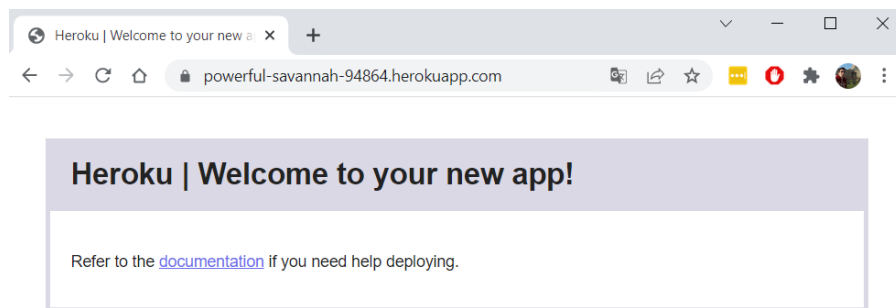 Heroku | Welcome to your new a
powerful-savannah-94864.herokuapp.com
Heroku | Welcome to your new app!
Refer to the documentation if you need help deploying.